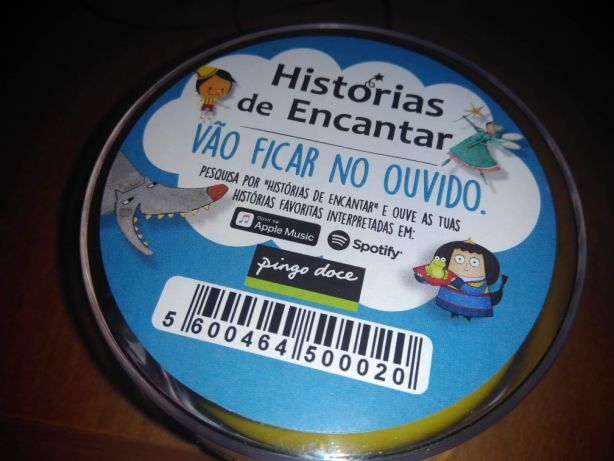 Histórias
de Encantar
VÃO FICAR NO OUVIDO.
PESQUISA POR "HISTÓRIAS DE ENCANTAR" E OUVE AS TUAS
HISTÓRIAS FAVORITAS INTERPRETADAS EM:
Ouvir na
Apple Music
Spotify
pingo doce
5 600464 500020